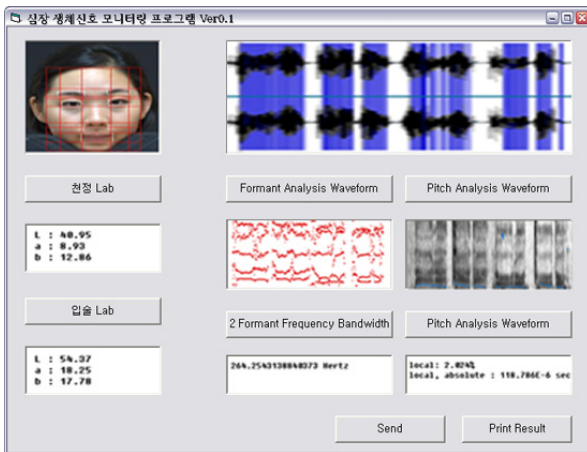 심장 생체신호 모니터링 프로그램 Ver0.1
천정 Lab
Formant Analysis Waveform
Pitch Analysis Waveform
L : 40.95
a : 8.93
b : 12.86
입술 Lab
2 Formant Frequency Bandwidth
Pitch Analysis Waveform
L : 54.37
a : 18.25
b : 17.78
264.2543138840373 Hertz
local: 2.024%
local, absolute : 118.786E-6 sec
Send
Print Result